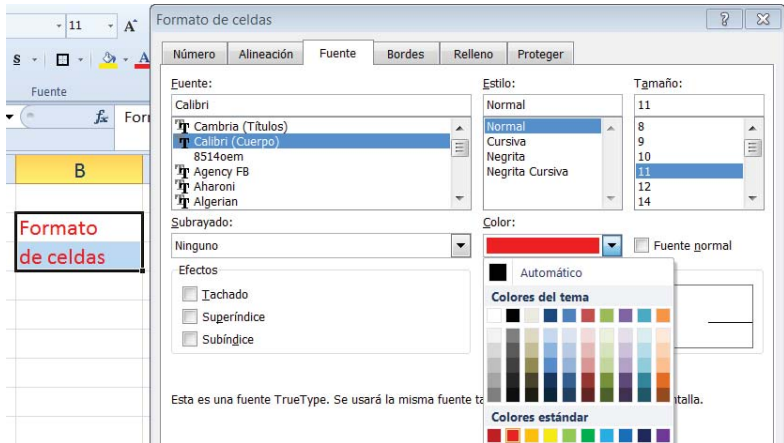 11
A
Formato de celdas
S
A
Número Alineación Fuente Bordes Relleno Proteger
Fuente
fx
B
Formato
de celdas
Fuente:
Calibri
Cambria (Títulos)
Calibri (Cuerpo)
8514oem
Agency FB
Aharoni
Algerian
Estilo:
Normal
Normal
Cursiva
Negrita
Negrita Cursiva
Tamaño:
11
8
9
10
11
12
14
Subrayado:
Ninguno
Color:
Fuente normal
Efectos
Tachado
Superíndice
Subíndice
Automático
Colores del tema
Colores estándar
Esta es una fuente TrueType. Se usará la misma fuente